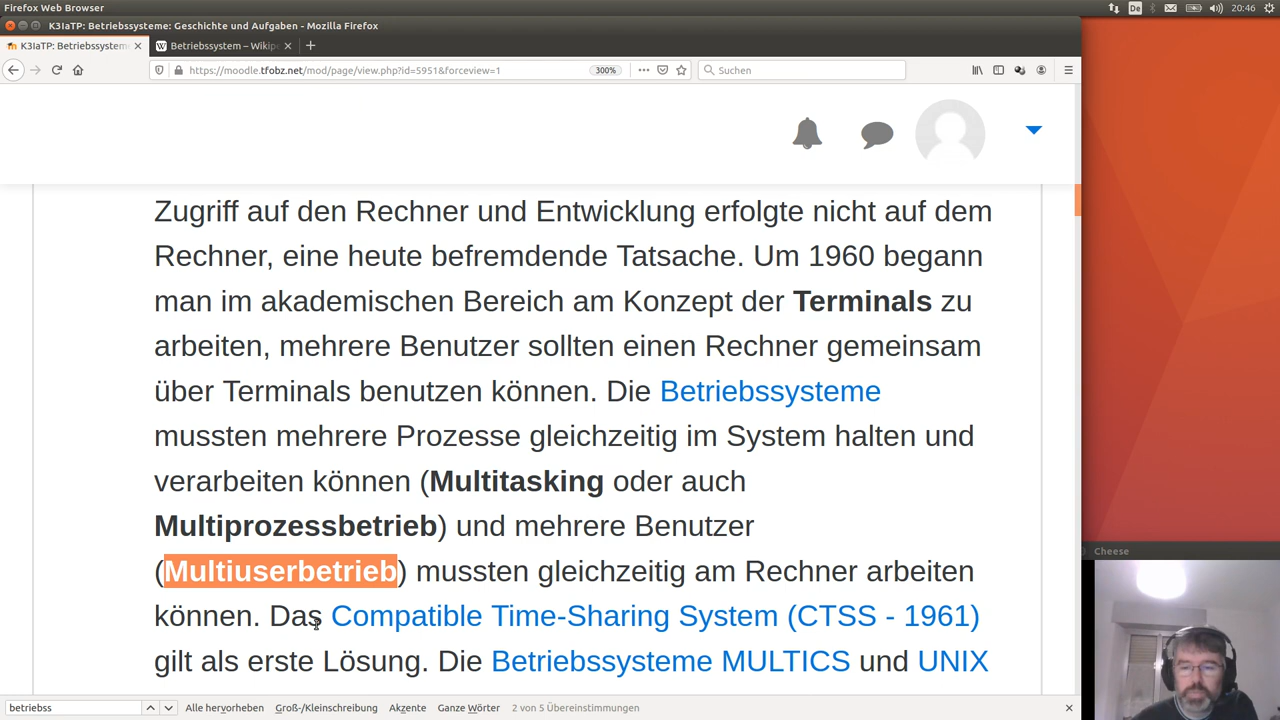 Firefox Web Browser
De
20:46
K3IaTP: Betriebssysteme: Geschichte und Aufgaben - Mozilla Firefox
K3IaTP: Betriebssysteme
Betriebssystem – Wikip
https://moodle.tfobz.net/mod/page/view.php?id=5951&forceview=1
300%
Suchen
Zugriff auf den Rechner und Entwicklung erfolgte nicht auf dem
Rechner, eine heute befremdende Tatsache. Um 1960 begann
man im akademischen Bereich am Konzept der Terminals zu
arbeiten, mehrere Benutzer sollten einen Rechner gemeinsam
über Terminals benutzen können. Die Betriebssysteme
mussten mehrere Prozesse gleichzeitig im System halten und
verarbeiten können (Multitasking oder auch
Multiprozessbetrieb) und mehrere Benutzer
(Multiuserbetrieb) mussten gleichzeitig am Rechner arbeiten
können. Das Compatible Time-Sharing System (CTSS - 1961)
gilt als erste Lösung. Die Betriebssysteme MULTICS und UNIX
Cheese
betriebss
Alle hervorheben
Groß-/Kleinschreibung
Akzente
Ganze Wörter
2 von 5 Übereinstimmungen